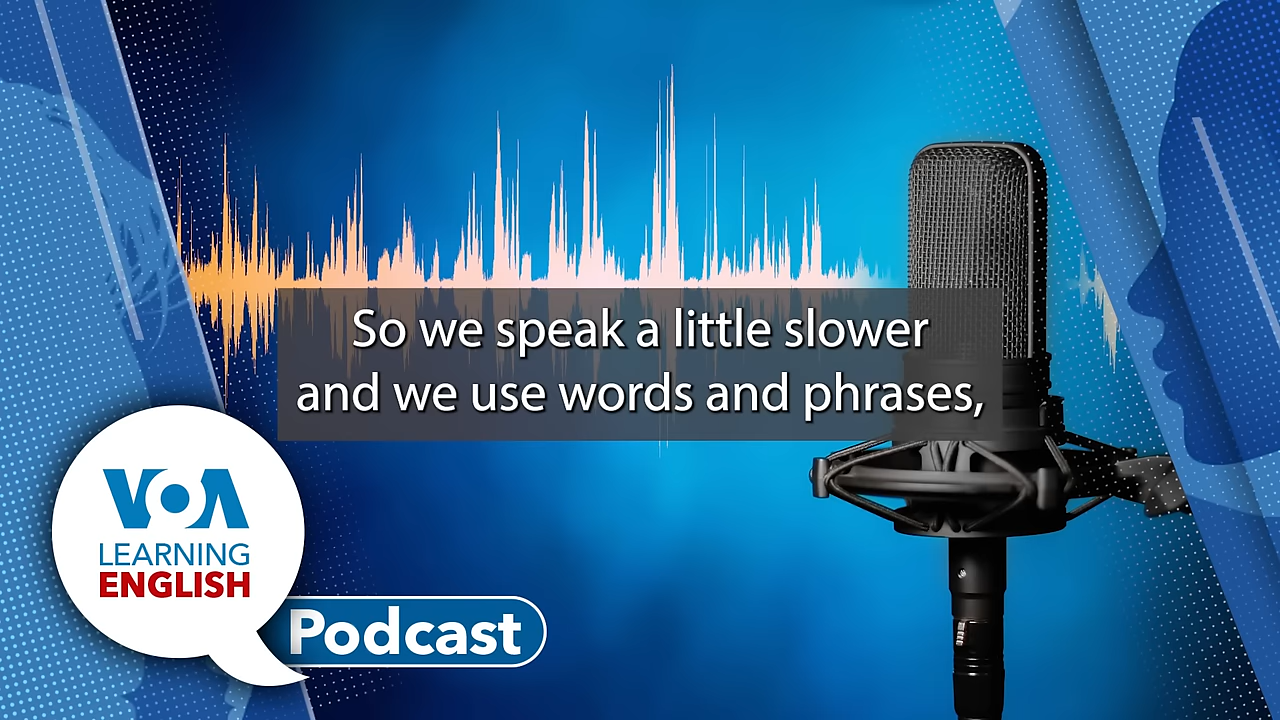 So we speak a little slower
and we use words and phrases,
VOA
LEARNING
ENGLISH
Podcast